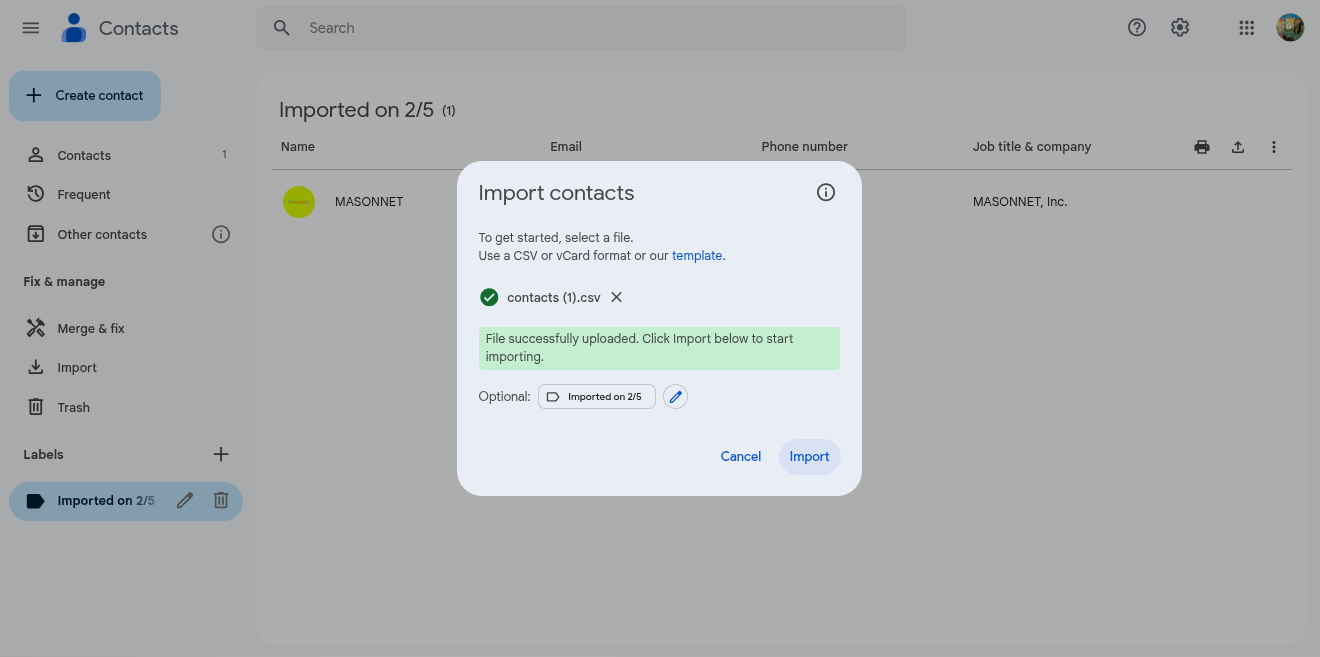 Contacts
Search
Create contact
Contacts 1
Frequent
Other contacts
Fix & manage
Merge & fix
Import
Trash
Labels
Imported on 2/5
Imported on 2/5 (1)
Name Email Phone number Job title & company
MASONNET MASONNET, Inc.
Import contacts
To get started, select a file.
Use a CSV or vCard format or our template.
contacts (1).csv
File successfully uploaded. Click Import below to start
importing.
Optional: Imported on 2/5
Cancel Import